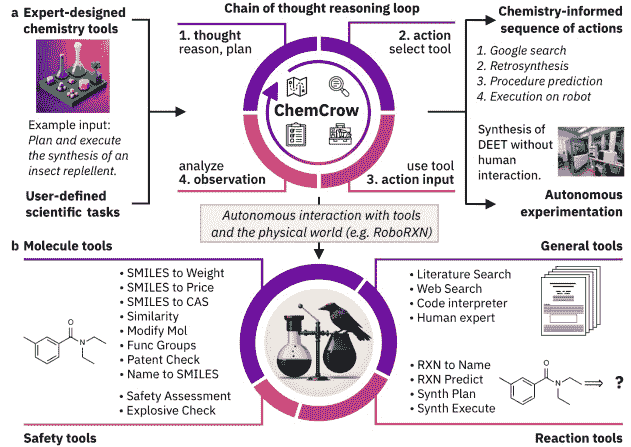 a Expert-designed
chemistry tools
Example input:
Plan and execute
the synthesis of an
insect repellent.
User-defined
scientific tasks
Chain of thought reasoning loop
1. thought
reason, plan
2. action
select tool
ChemCrow
analyze
4. observation
use tool
3. action input
Chemistry-informed
sequence of actions
1. Google search
2. Retrosynthesis
3. Procedure prediction
4. Execution on robot
Synthesis of
DEET without
human
interaction.
Autonomous
experimentation
Autonomous interaction with tools
and the physical world (e.g. RoboRXN)
b Molecule tools
• SMILES to Weight
• SMILES to Price
• SMILES to CAS
• Similarity
• Modify Mol
• Func Groups
• Patent Check
• Name to SMILES
• Safety Assessment
• Explosive Check
O
N
Safety tools
General tools
• Literature Search
• Web Search
• Code interpreter
• Human expert
• RXN to Name
• RXN Predict
• Synth Plan
• Synth Execute
O
N
⇒ ?
Reaction tools